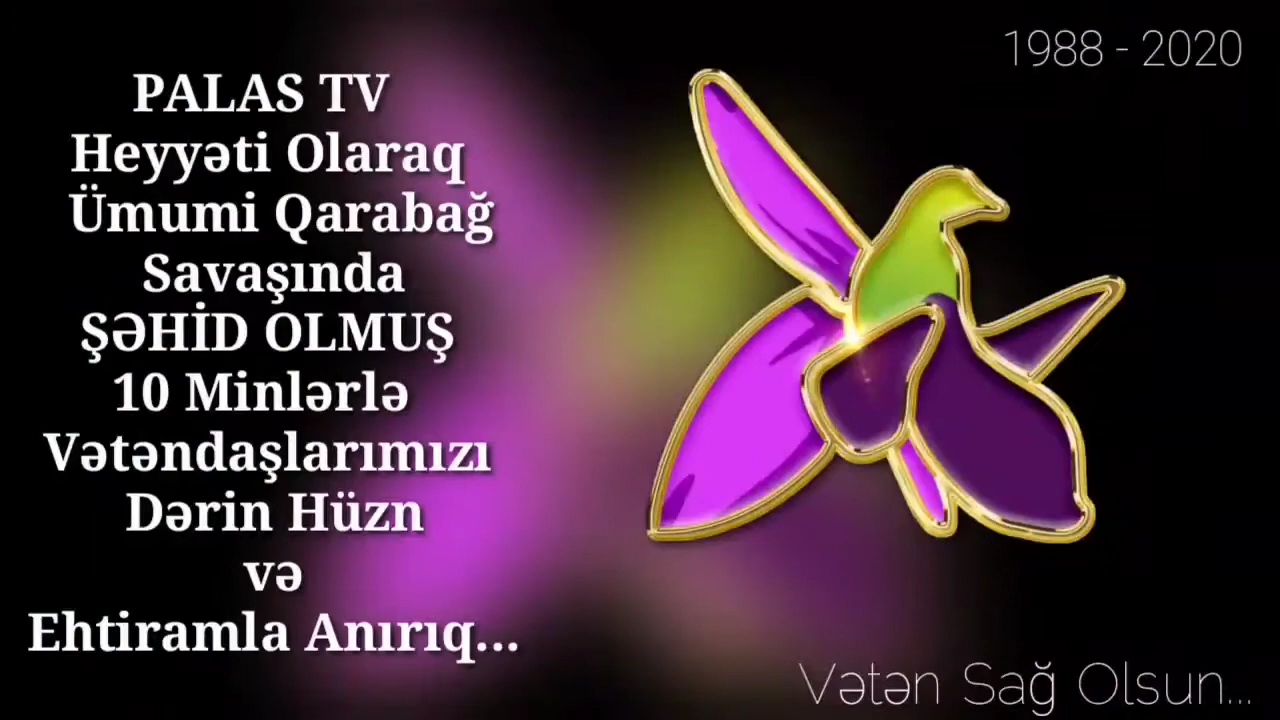 1988 - 2020
PALAS TV
Heyyəti Olaraq
Ümumi Qarabağ
Savaşında
ŞƏHİD OLMUŞ
10 Minlərlə
Vətəndaşlarımızı
Dərin Hüzn
və
Ehtiramla Anırıq...
Vətən Sağ Olsun...